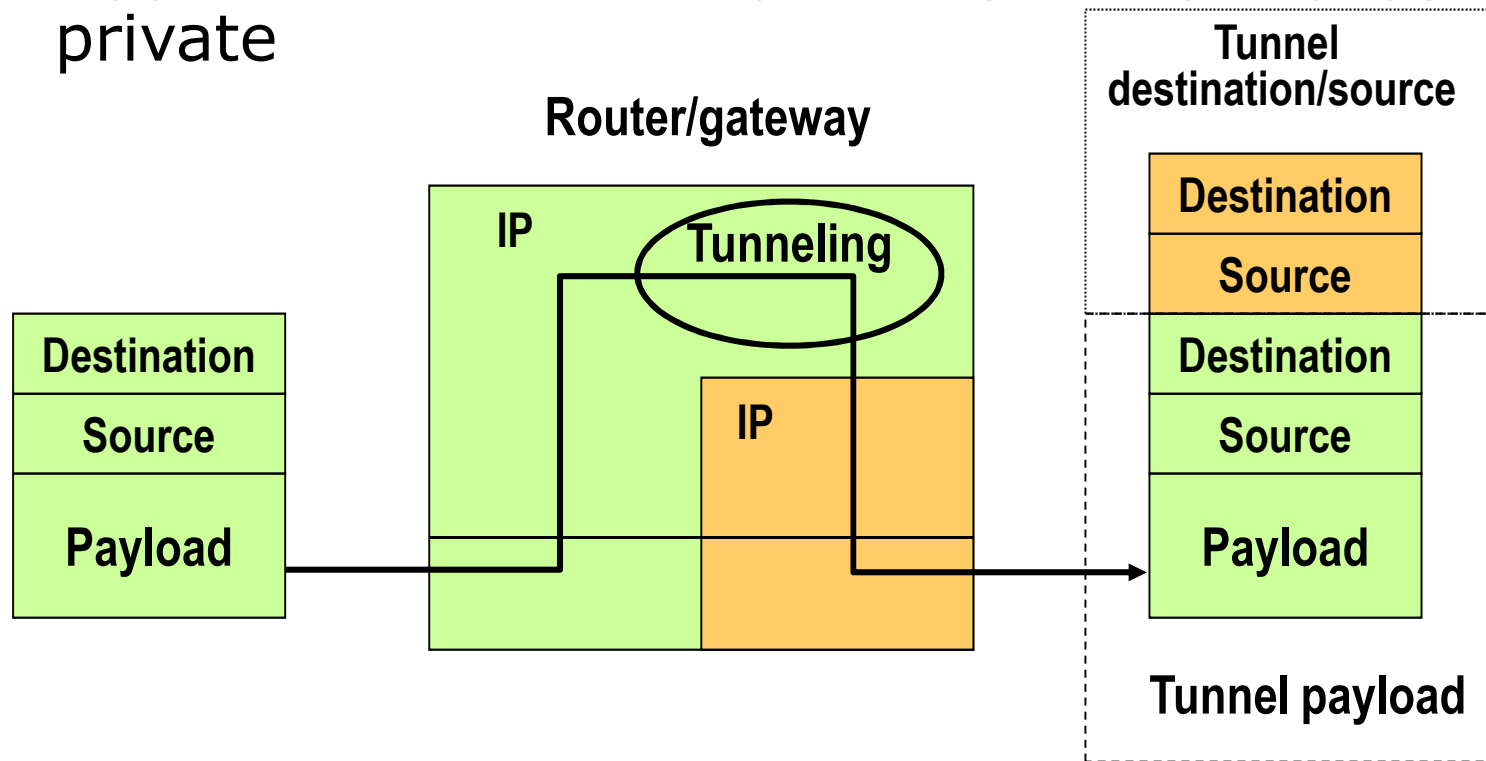 private
Tunnel
destination/source
Router/gateway
IP
Tunneling
IP
Destination
Source
Payload
Destination
Source
Destination
Source
Payload
Tunnel payload